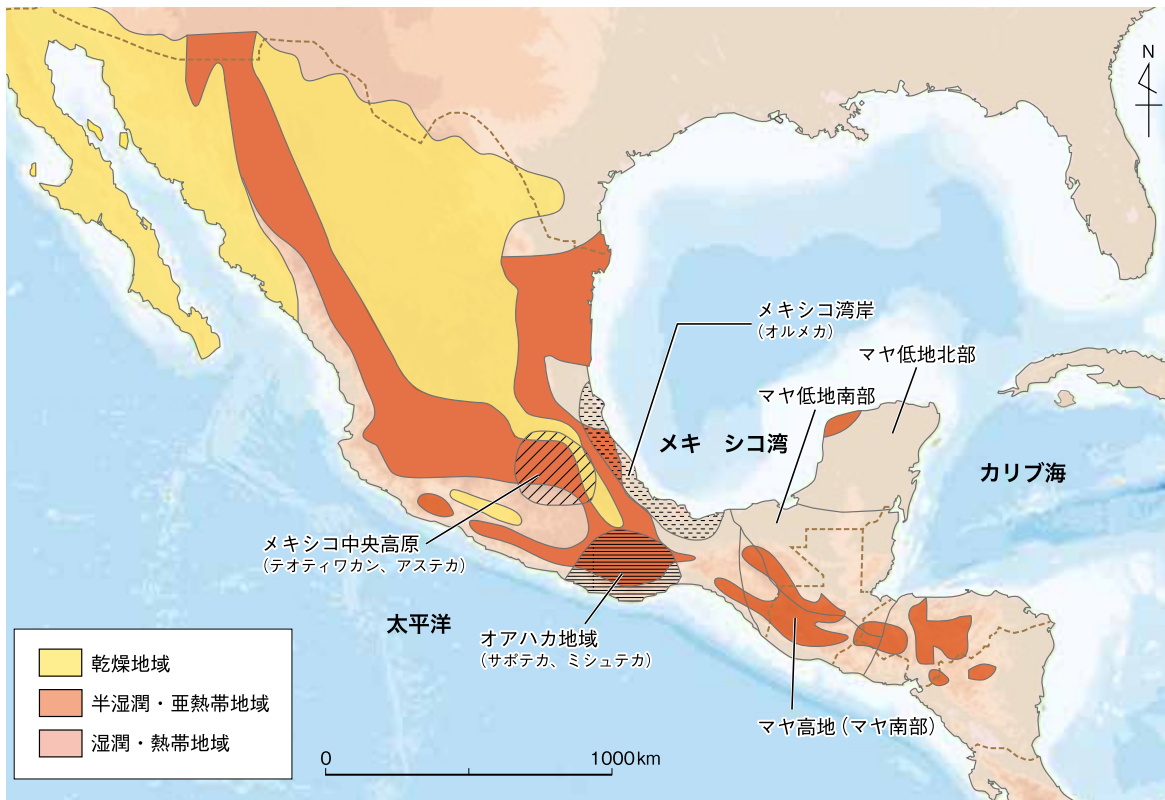 N
メキシコ湾岸
(オルメカ)
マヤ低地北部
マヤ低地南部
メキ シコ湾
カリブ海
メキシコ中央高原
(テオティワカン、アステカ)
太平洋
オアハカ地域
(サポテカ、ミシュテカ)
マヤ高地(マヤ南部)
乾燥地域
半湿潤・亜熱帯地域
湿潤・熱帯地域
0 1000km